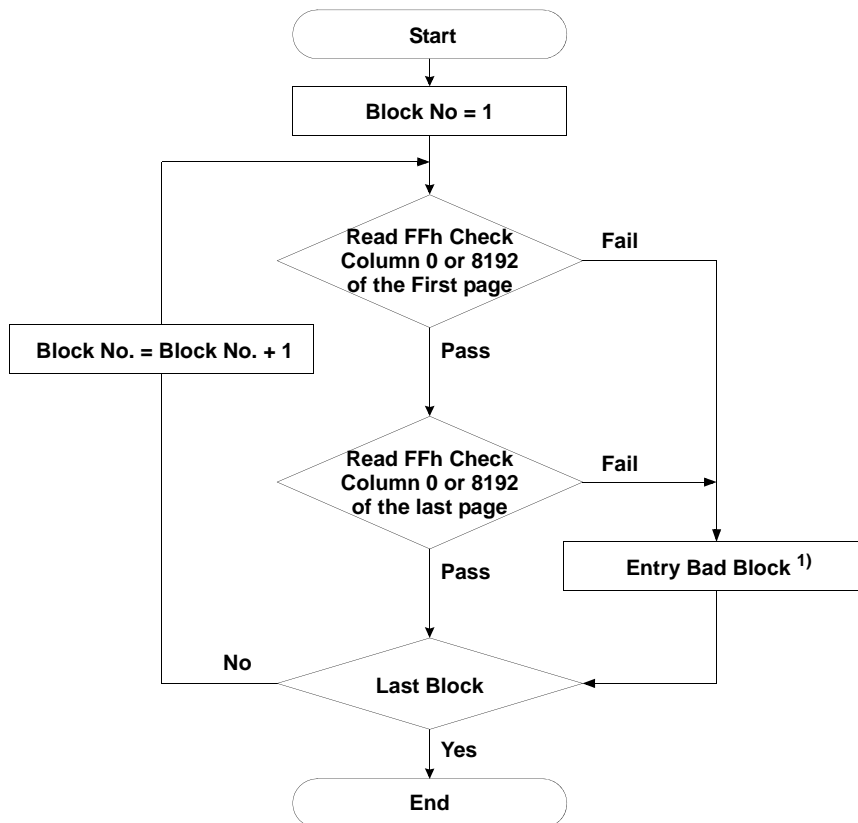 Start
Block No = 1
Read FFh Check
Column 0 or 8192
of the First page
Fail
Block No. = Block No. + 1
Pass
Read FFh Check
Column 0 or 8192
of the last page
Fail
Pass
Entry Bad Block 1)
No
Last Block
Yes
End